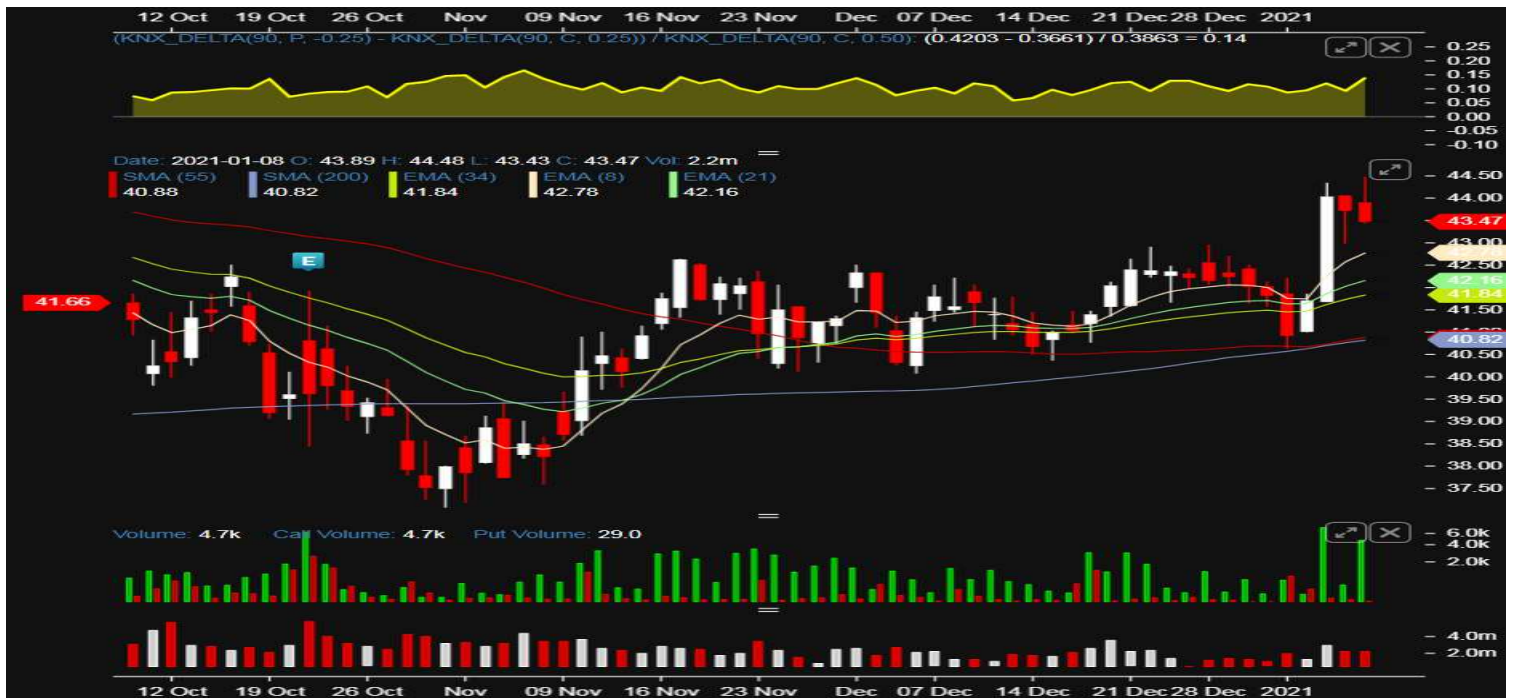 12 Oct 19 Oct 26 Oct Nov 09 Nov 16 Nov 23 Nov Dec 07 Dec 14 Dec 21 Dec 28 Dec 2021
(KNX_DELTA(90, P, -0.25) - KNX_DELTA(90, C, 0.25)) / KNX_DELTA(90, C, 0.50): (0.4203 - 0.3661) / 0.3863 = 0.14
0.25
0.20
0.15
0.10
0.05
0.00
-0.05
-0.10
Date: 2021-01-08 O: 43.89 H: 44.48 L: 43.43 C: 43.47 Vol: 2.2m
SMA (55) SMA (200) EMA (34) EMA (8) EMA (21)
40.88 40.82 41.84 42.78 42.16
44.50
44.00
43.47
43.00
42.78
42.50
42.16
41.84
41.66
E
41.50
40.82
40.50
40.00
39.50
39.00
38.50
38.00
37.50
Volume: 4.7k Call Volume: 4.7k Put Volume: 29.0
6.0k
4.0k
2.0k
4.0m
2.0m
12 Oct 19 Oct 26 Oct Nov 09 Nov 16 Nov 23 Nov Dec 07 Dec 14 Dec 21 Dec 28 Dec 2021